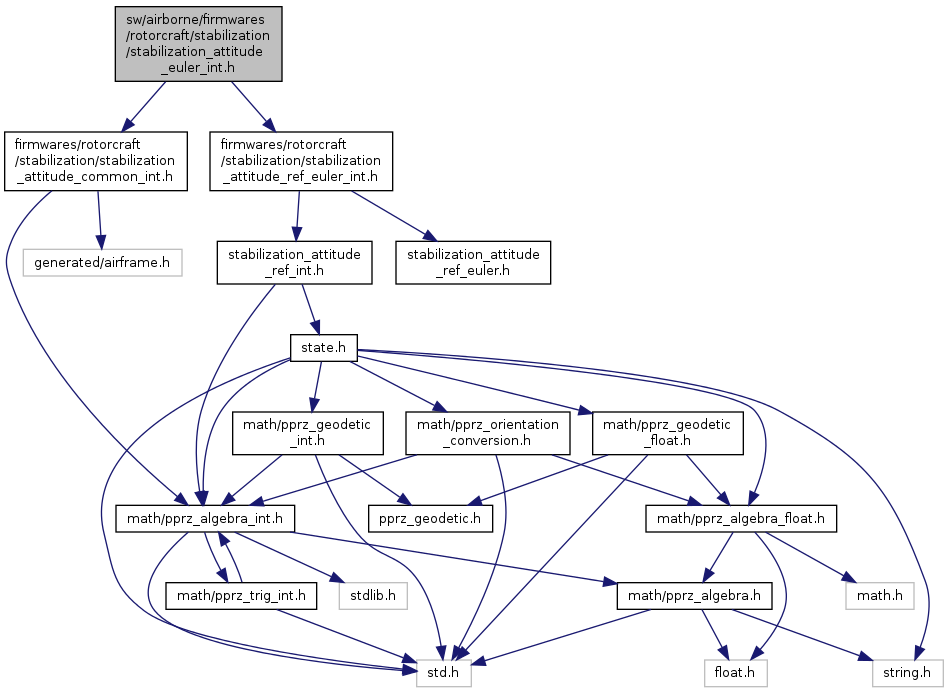 sw/airborne/firmwares
/rotorcraft/stabilization
/stabilization_attitude
_euler_int.h
firmwares/rotorcraft
/stabilization/stabilization
_attitude_common_int.h
firmwares/rotorcraft
/stabilization/stabilization
_attitude_ref_euler_int.h
generated/airframe.h
stabilization_attitude
_ref_int.h
stabilization_attitude
_ref_euler.h
state.h
math/pprz_geodetic
_int.h
math/pprz_orientation
_conversion.h
math/pprz_geodetic
_float.h
math/pprz_algebra_int.h
pprz_geodetic.h
math/pprz_algebra_float.h
math/pprz_trig_int.h
stdlib.h
math/pprz_algebra.h
math.h
std.h
float.h
string.h